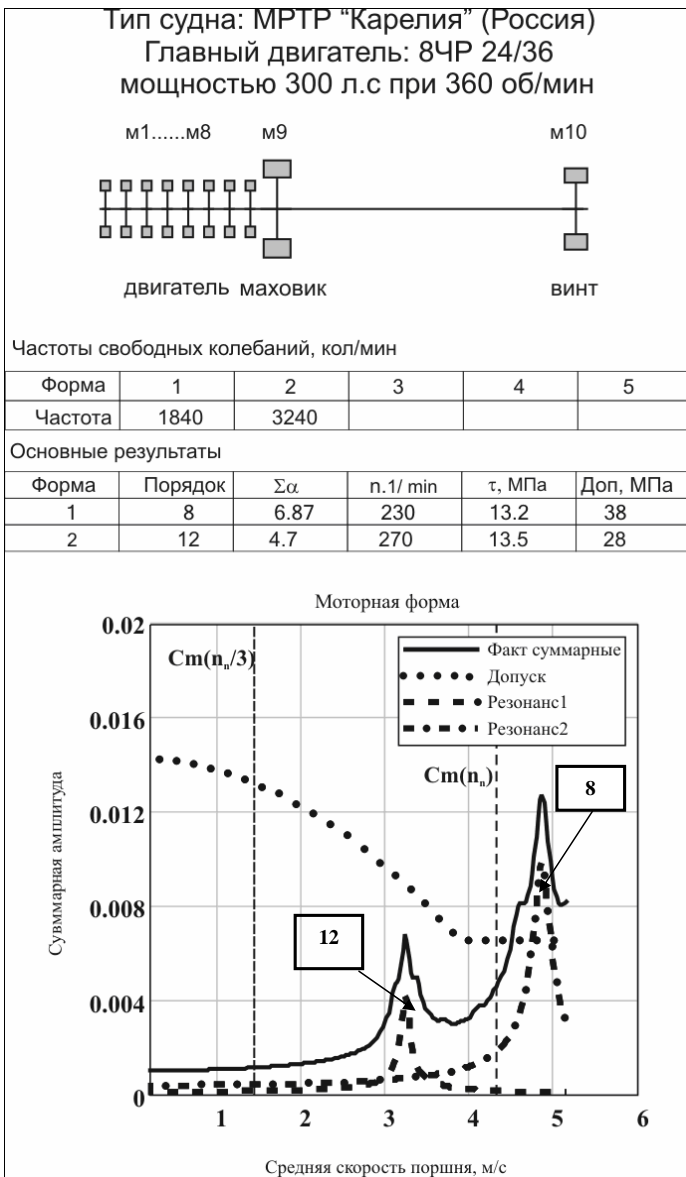 Тип судна: МРТР “Карелия” (Россия)
Главный двигатель: 8ЧР 24/36
мощностью 300 л.с при 360 об/мин
м1......м8 м9 м10
двигатель маховик винт
Частоты свободных колебаний, кол/мин
Форма 1 2 3 4 5
Частота 1840 3240
Основные результаты
Форма Порядок Σα n.1/ min τ, МПа Доп, МПа
1 8 6.87 230 13.2 38
2 12 4.7 270 13.5 28
Моторная форма
0.02
0.016
0.012
0.008
0.004
0
Cm(nₙ/3)
Факт суммарные
Допуск
Резонанс1
Резонанс2
Cm(nₙ)
8
12
1 2 3 4 5 6
Сувммарная амплитуда
Средняя скорость поршня, м/с